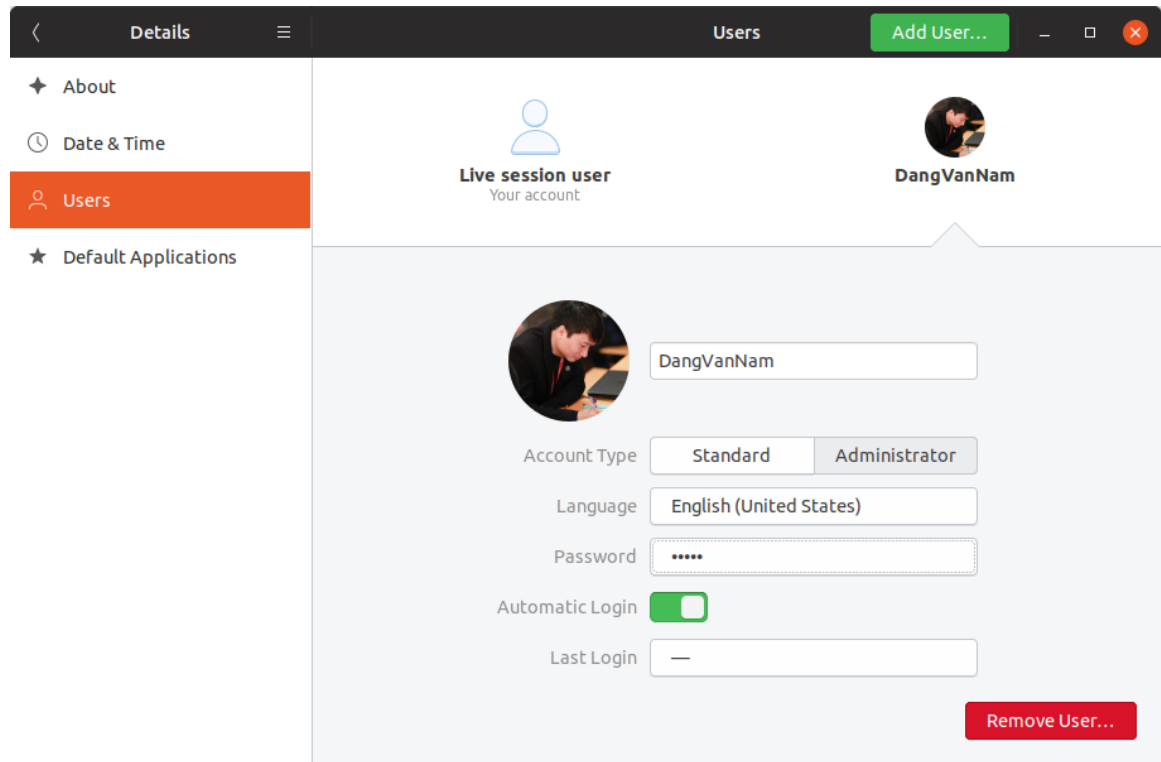 Details
Users
Add User...
About
Date & Time
Users
Default Applications
Live session user
Your account
DangVanNam
DangVanNam
Account Type
Standard
Administrator
Language
English (United States)
Password
•••••
Automatic Login
Last Login
—
Remove User...